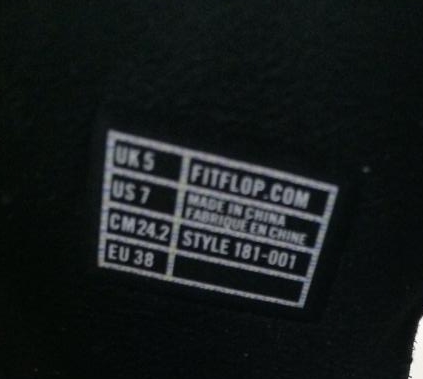 UK 5
US 7
CM 24.2
EU 38
FITFLOP.COM
MADE IN CHINA
FABRIQUE EN CHINE
STYLE 181-001